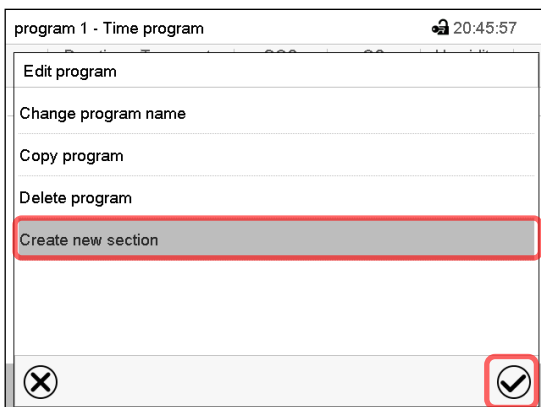 program 1 - Time program 20:45:57
Edit program
Change program name
Copy program
Delete program
Create new section